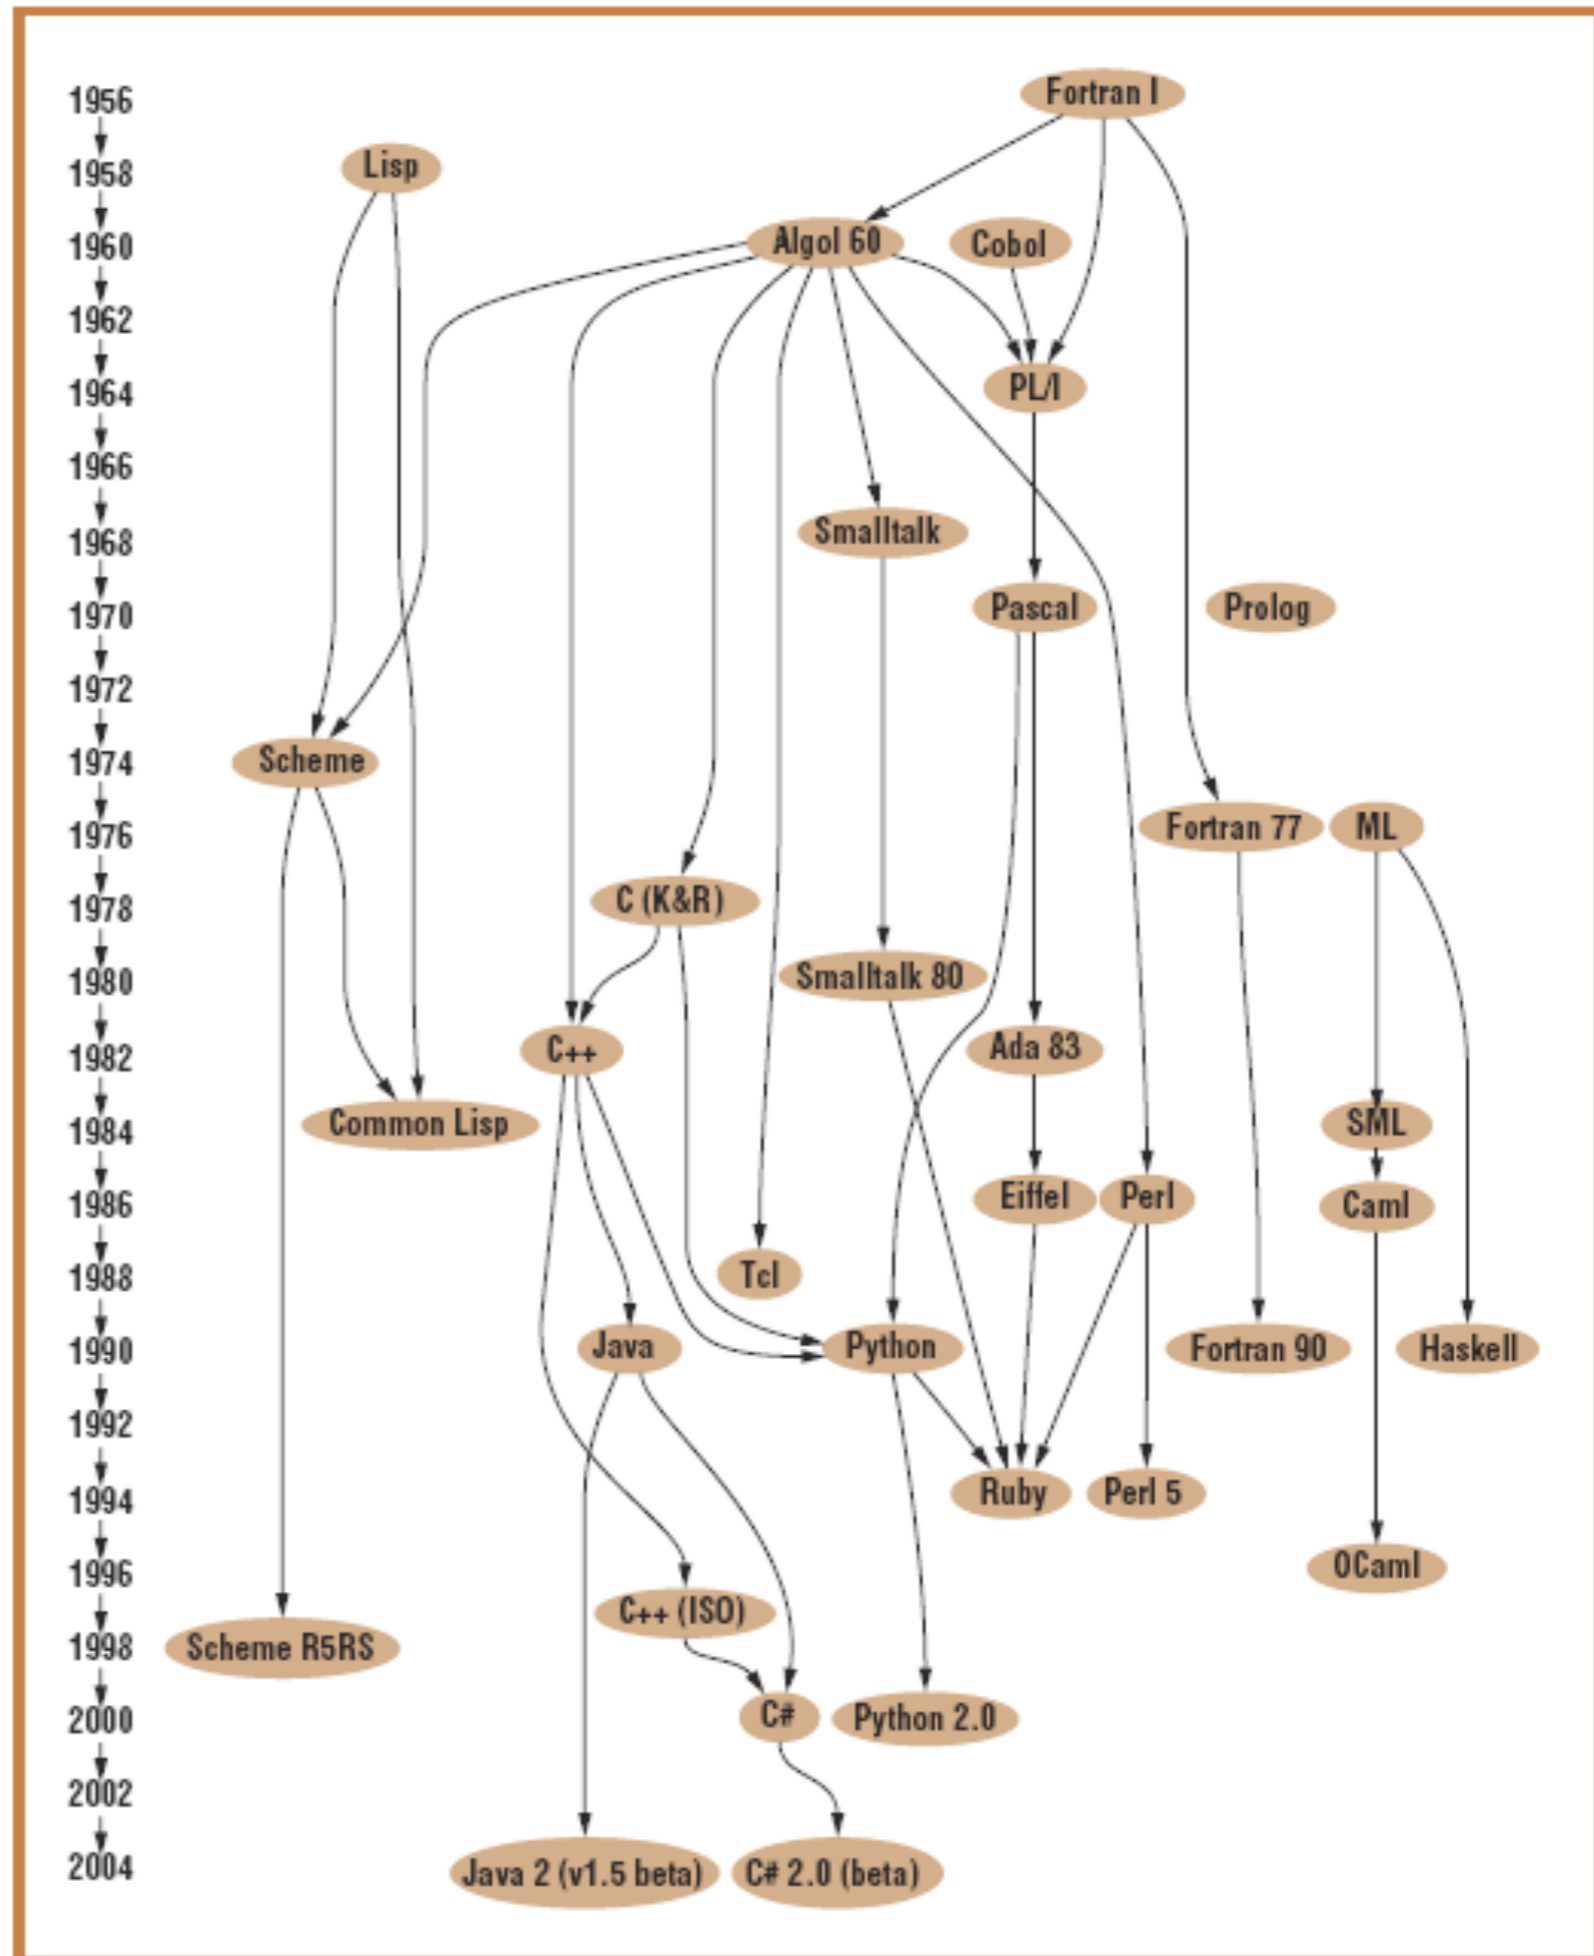 1956
Fortran I
1958
Lisp
1960
Algol 60
Cobol
1962
1964
PL/I
1966
1968
Smalltalk
1970
Pascal
Prolog
1972
1974
Scheme
1976
Fortran 77
ML
1978
C (K&R)
1980
Smalltalk 80
1982
C++
Ada 83
1984
Common Lisp
SML
1986
Eiffel
Perl
Caml
1988
Tcl
1990
Java
Python
Fortran 90
Haskell
1992
1994
Ruby
Perl 5
1996
OCaml
C++ (ISO)
1998
Scheme R5RS
2000
C#
Python 2.0
2002
2004
Java 2 (v1.5 beta)
C# 2.0 (beta)